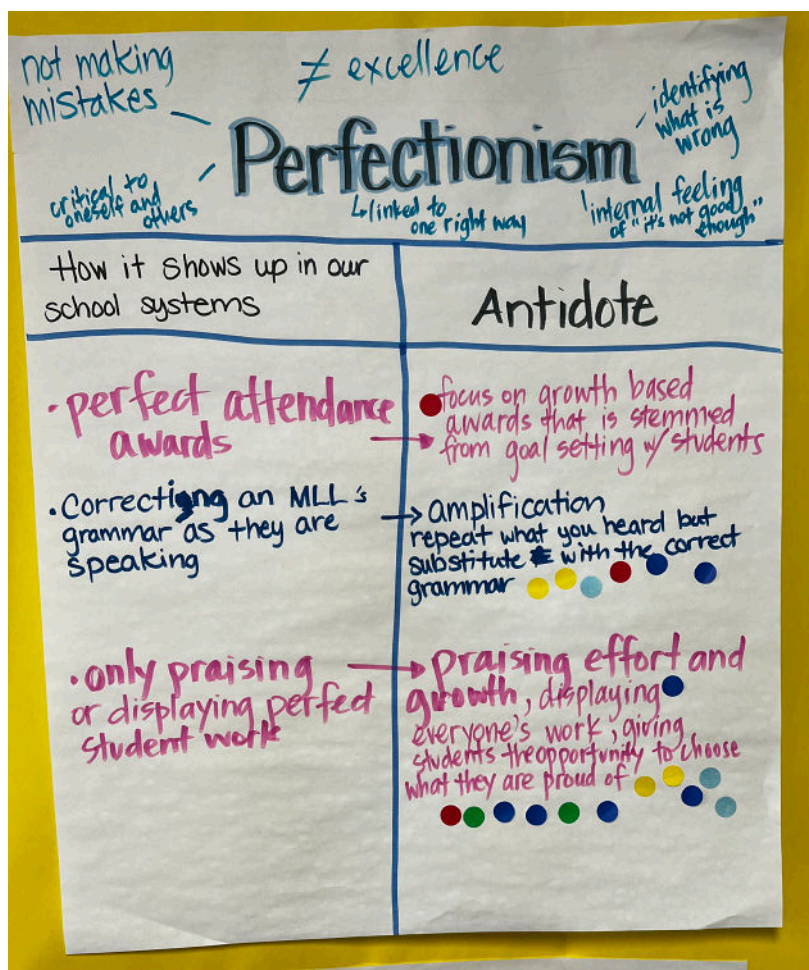 not making
mistakes
≠ excellence
identifying
what is
wrong
Perfectionism
critical to
oneself and
others
↳ linked to
one right way
internal feeling
of "it's not good
enough"
How it shows up in our
school systems
Antidote
· perfect attendance
awards
→
focus on growth based
awards that is stemmed
from goal setting w/ students
· Correcting an MLL's
grammar as they are
speaking
→ amplification
repeat what you heard but
substitute with the correct
grammar
· only praising
or displaying perfect
student work
→ praising effort and
growth, displaying
everyone's work, giving
students the opportunity to choose
what they are proud of